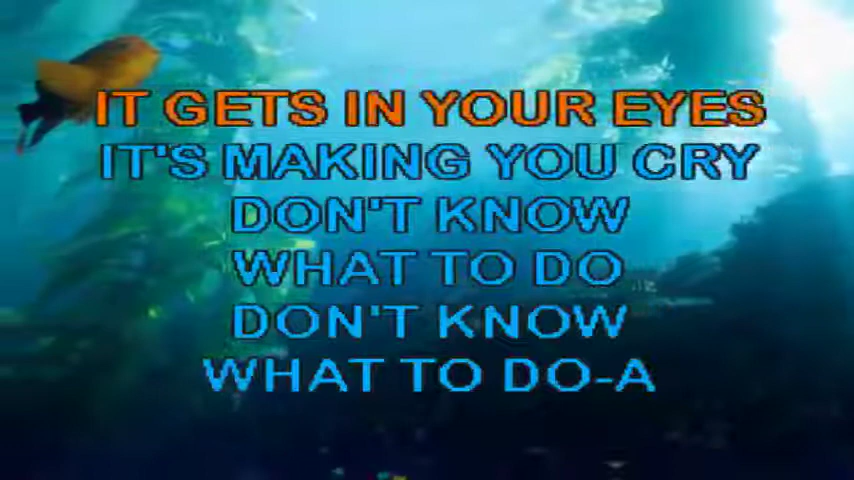 IT GETS IN YOUR EYES
IT'S MAKING YOU CRY
DON'T KNOW
WHAT TO DO
DON'T KNOW
WHAT TO DO-A